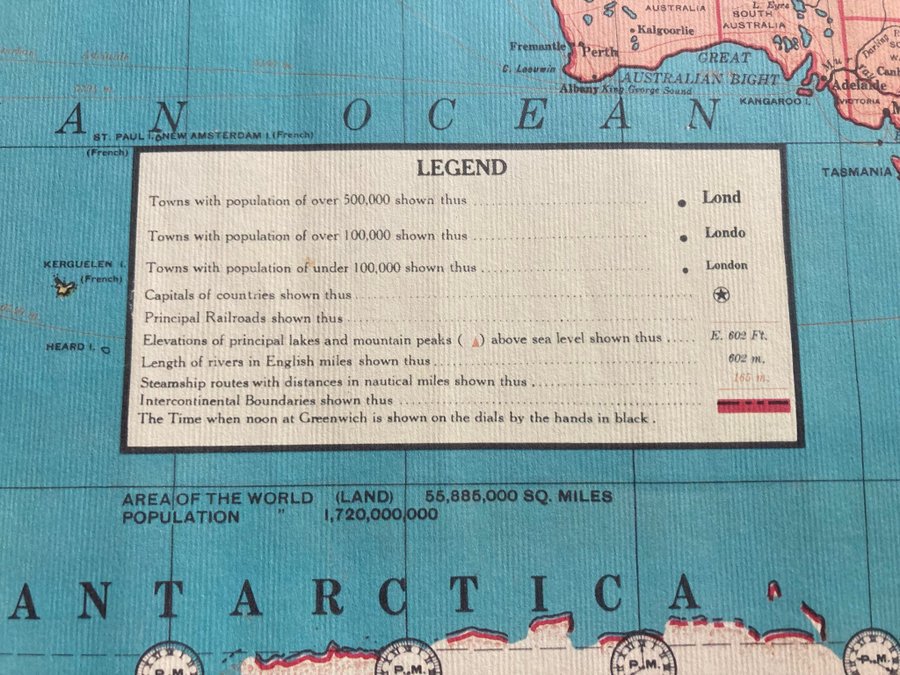 AUSTRALIA
L. Eyre
SOUTH
AUSTRALIA
Kalgoorlie
Fremantle
Perth
GREAT
AUSTRALIAN BIGHT
C. Leeuwin
Albany King George Sound
KANGAROO I.
Darling
Murray
Adelaide
VICTORIA
TASMANIA
AN OCEAN
ST. PAUL I. & NEW AMSTERDAM I. (French)
(French)
KERGUELEN I.
(French)
HEARD I.
LEGEND
Towns with population of over 500,000 shown thus Lond
Towns with population of over 100,000 shown thus Londo
Towns with population of under 100,000 shown thus London
Capitals of countries shown thus
Principal Railroads shown thus
Elevations of principal lakes and mountain peaks ( ) above sea level shown thus E. 602 Ft.
Length of rivers in English miles shown thus 602 m.
Steamship routes with distances in nautical miles shown thus 165 m.
Intercontinental Boundaries shown thus
The Time when noon at Greenwich is shown on the dials by the hands in black .
AREA OF THE WORLD (LAND) 55,885,000 SQ. MILES
POPULATION " 1,720,000,000
ANTARCTICA
P.M.
P.M.
P.M.
P.M.